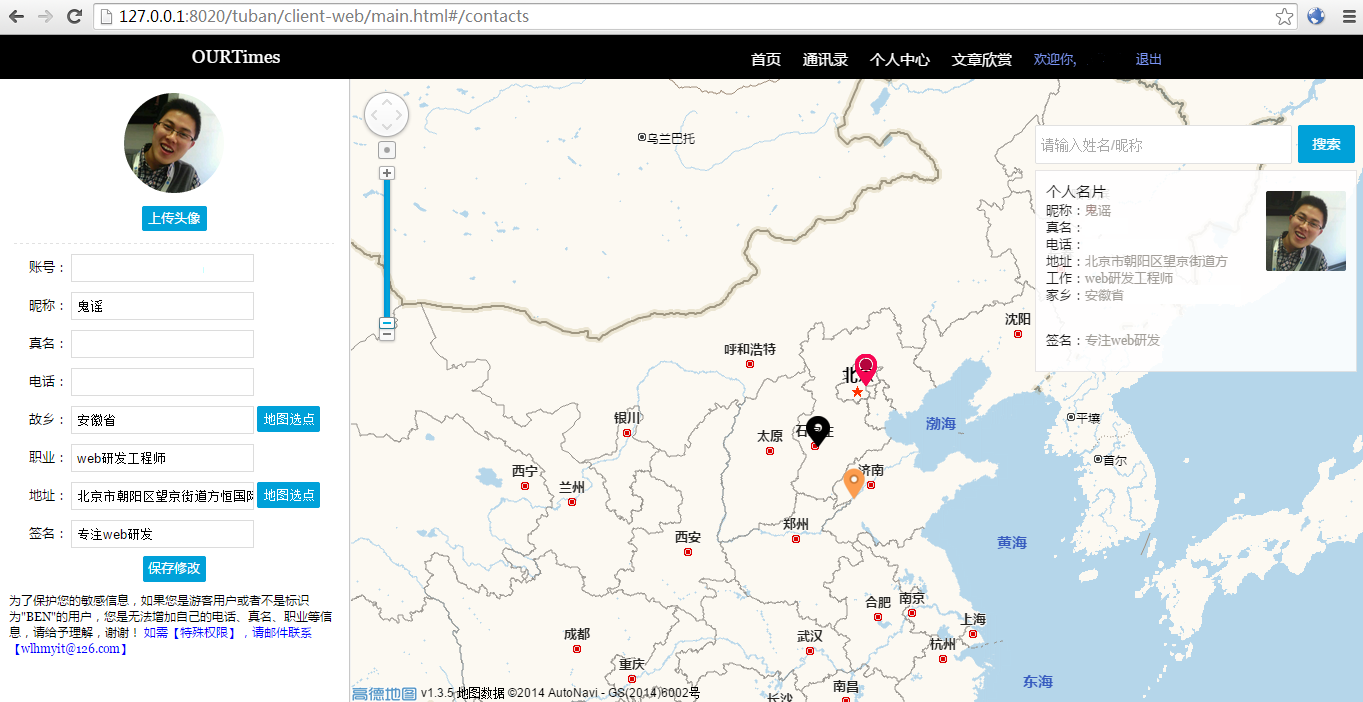 127.0.0.1:8020/tuban/client-web/main.html#/contacts
OURTimes
首页 通讯录 个人中心 文章欣赏 欢迎你, 退出
上传头像
账号：
昵称： 鬼谣
真名：
电话：
故乡： 安徽省 地图选点
职业： web研发工程师
地址： 北京市朝阳区望京街道方恒国际 地图选点
签名： 专注web研发
保存修改
为了保护您的敏感信息，如果您是游客用户或者不是标识
为"BEN"的用户，您是无法增加自己的电话、真名、职业等信
息，请给予理解，谢谢！ 如需【特殊权限】，请邮件联系
【wlhmyit@126.com】
请输入姓名/昵称 搜索
个人名片
昵称：鬼谣
真名：
电话：
地址：北京市朝阳区望京街道方
工作：web研发工程师
家乡：安徽省
签名：专注web研发
乌兰巴托
沈阳
呼和浩特
北京
平壤
银川
渤海
太原
石家庄
首尔
西宁
济南
兰州
郑州
西安
黄海
合肥
南京
上海
成都
武汉
杭州
重庆
东海
南昌
长沙
高德地图 v1.3.5 地图数据 ©2014 AutoNavi - GS(2014)6002号